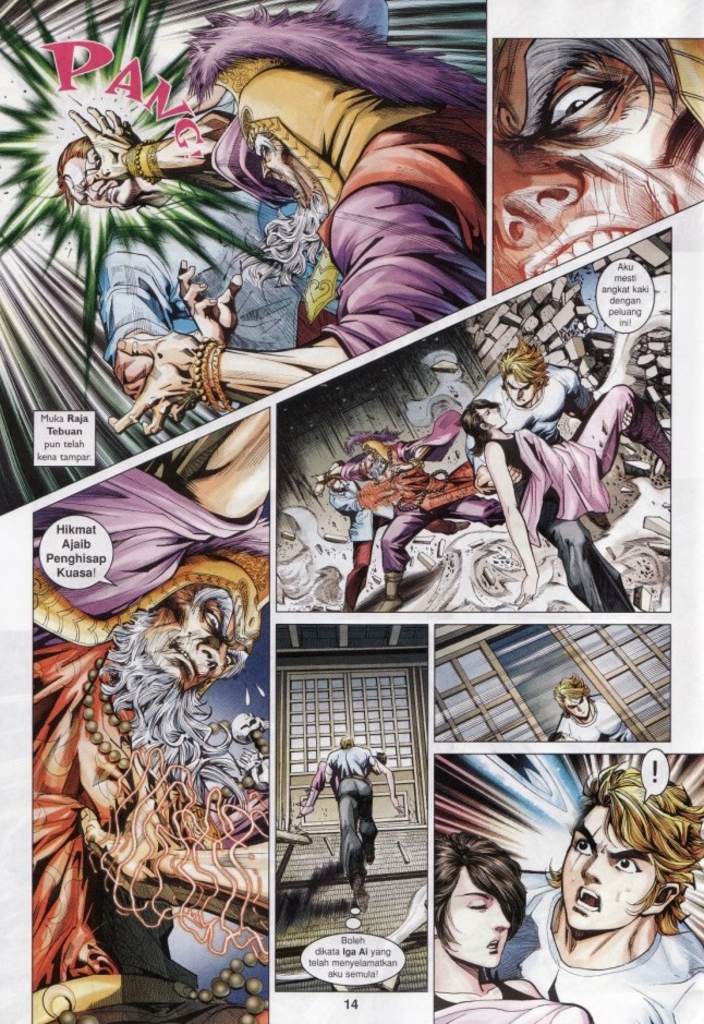 PANG!
Muka Raja
Tebuan
pun telah
kena tampar.
Aku
mesti
angkat kaki
dengan
peluang
ini!
Hikmat
Ajaib
Penghisap
Kuasa!
Boleh
dikata Iga Ai yang
telah menyelamatkan
aku semula!
!
14